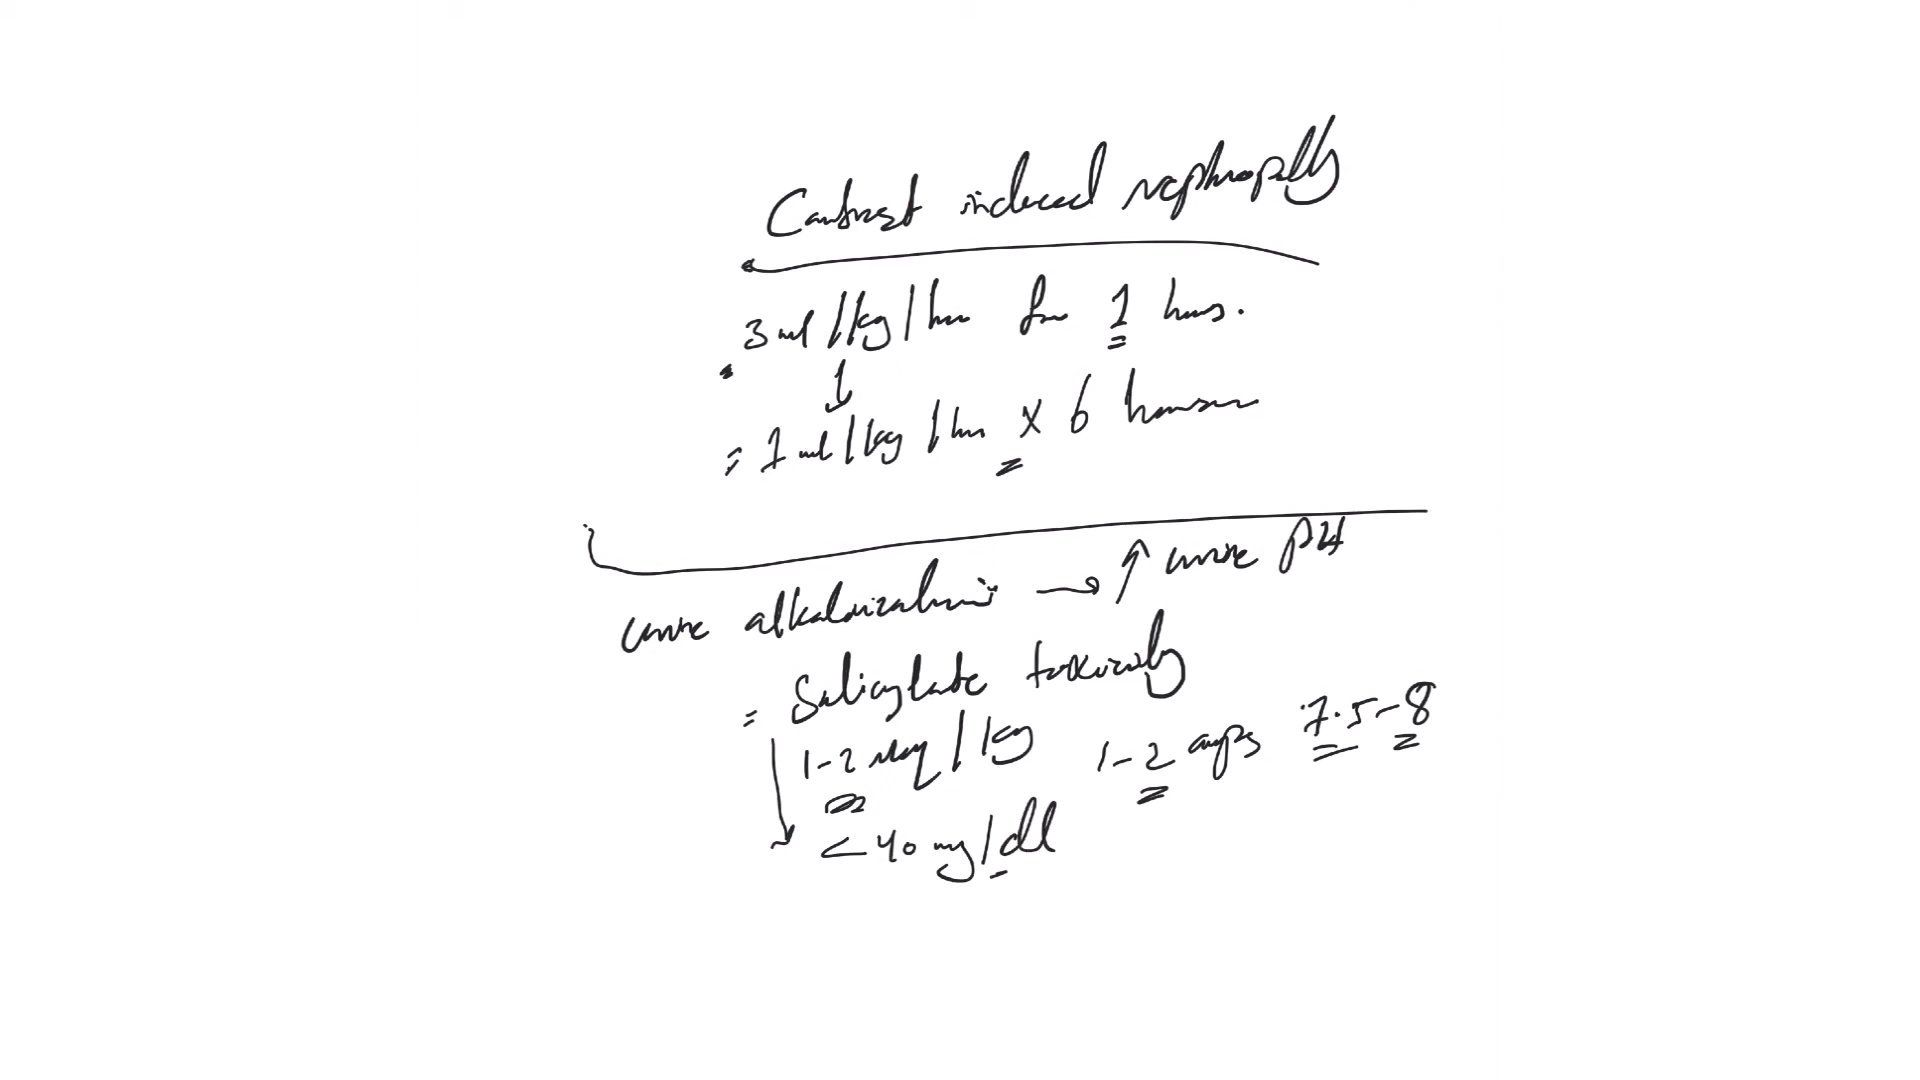 Contrast induced nephropathy
3 ml/kg/hr for 1 hours.
= 1 ml/kg/hr x 6 hours
urine alkalinization → ↑ urine pH
= Salicylate toxicity
1-2 meq/kg 1-2 amps 7.5-8
<40 mg/dl